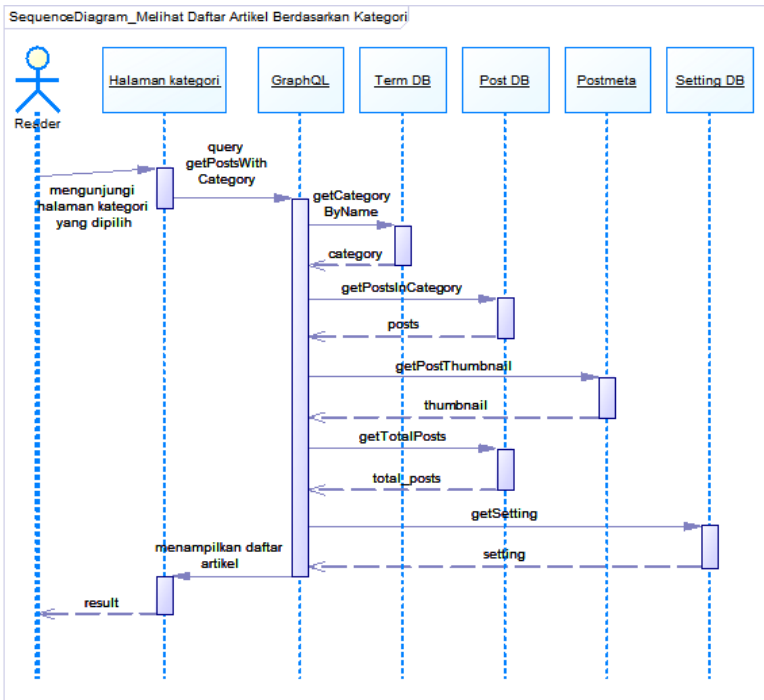 SequenceDiagram_Melihat Daftar Artikel Berdasarkan Kategori
Halaman kategori
GraphQL
Term DB
Post DB
Postmeta
Setting DB
Reader
query
getPostsWith
Category
mengunjungi
halaman kategori
yang dipilih
getCategory
ByName
category
getPostsInCategory
posts
getPostThumbnail
thumbnail
getTotalPosts
total_posts
getSetting
setting
menampilkan daftar
artikel
result